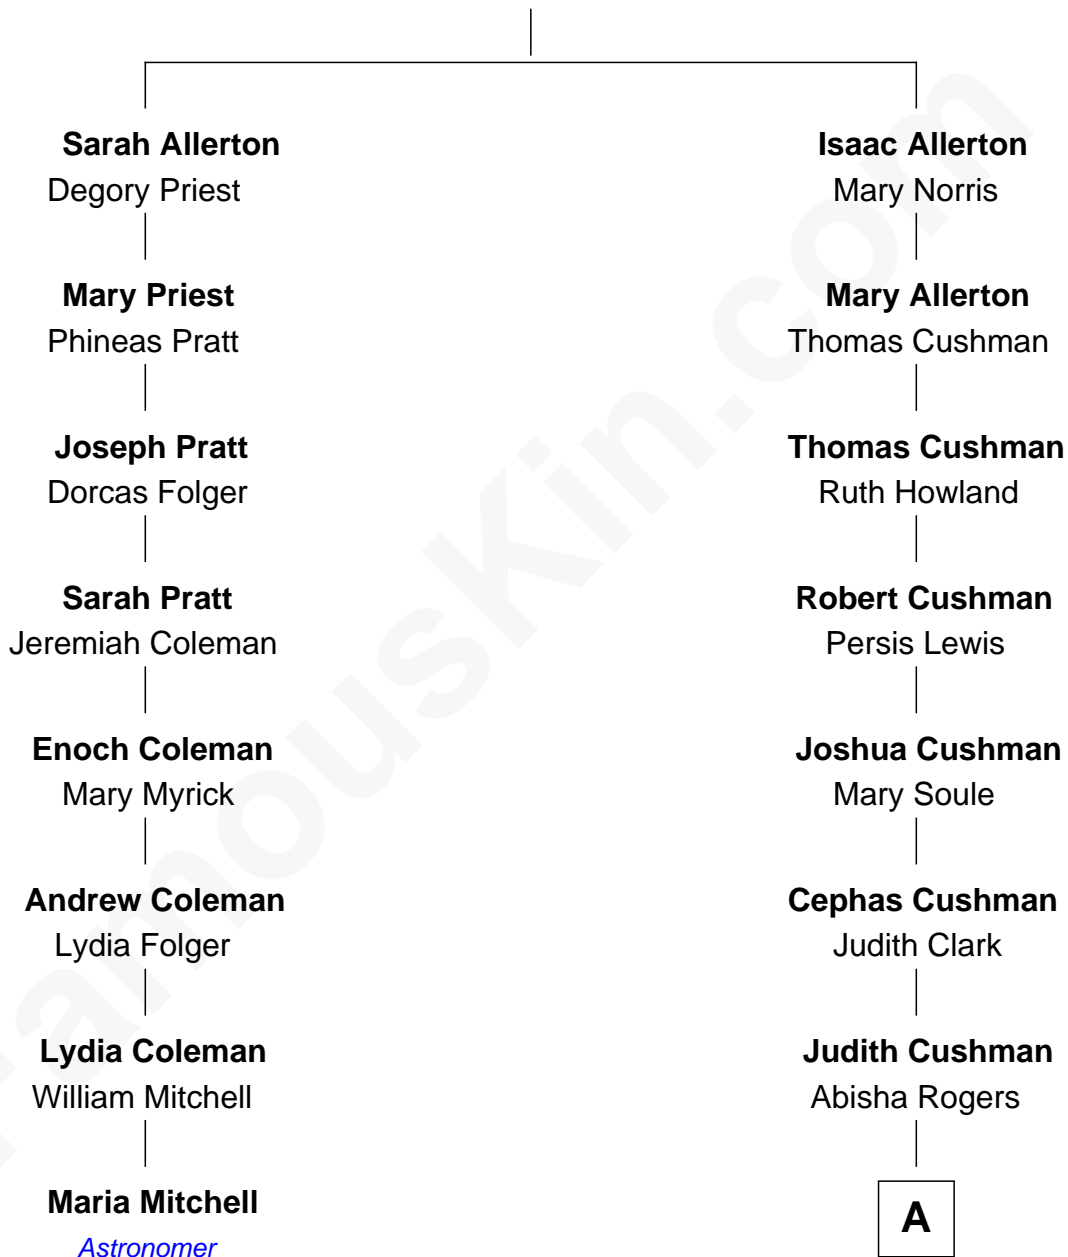 Sarah Allerton
Degory Priest
Mary Priest
Phineas Pratt
Joseph Pratt
Dorcas Folger
Sarah Pratt
Jeremiah Coleman
Enoch Coleman
Mary Myrick
Andrew Coleman
Lydia Folger
Lydia Coleman
William Mitchell
Maria Mitchell
Astronomer
Isaac Allerton
Mary Norris
Mary Allerton
Thomas Cushman
Thomas Cushman
Ruth Howland
Robert Cushman
Persis Lewis
Joshua Cushman
Mary Soule
Cephas Cushman
Judith Clark
Judith Cushman
Abisha Rogers
A
FamousKin.com